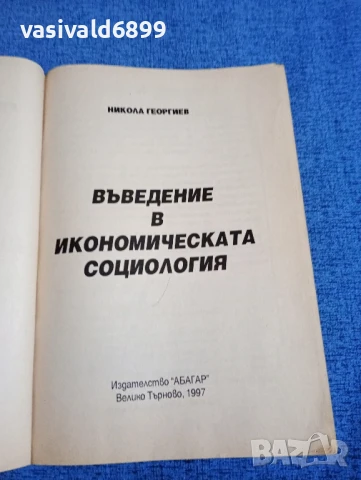 vasivald6899
НИКОЛА ГЕОРГИЕВ
ВЪВЕДЕНИЕ
В
ИКОНОМИЧЕСКАТА
СОЦИОЛОГИЯ
Издателство "АБАГАР"
Велико Търново, 1997
BAZAR